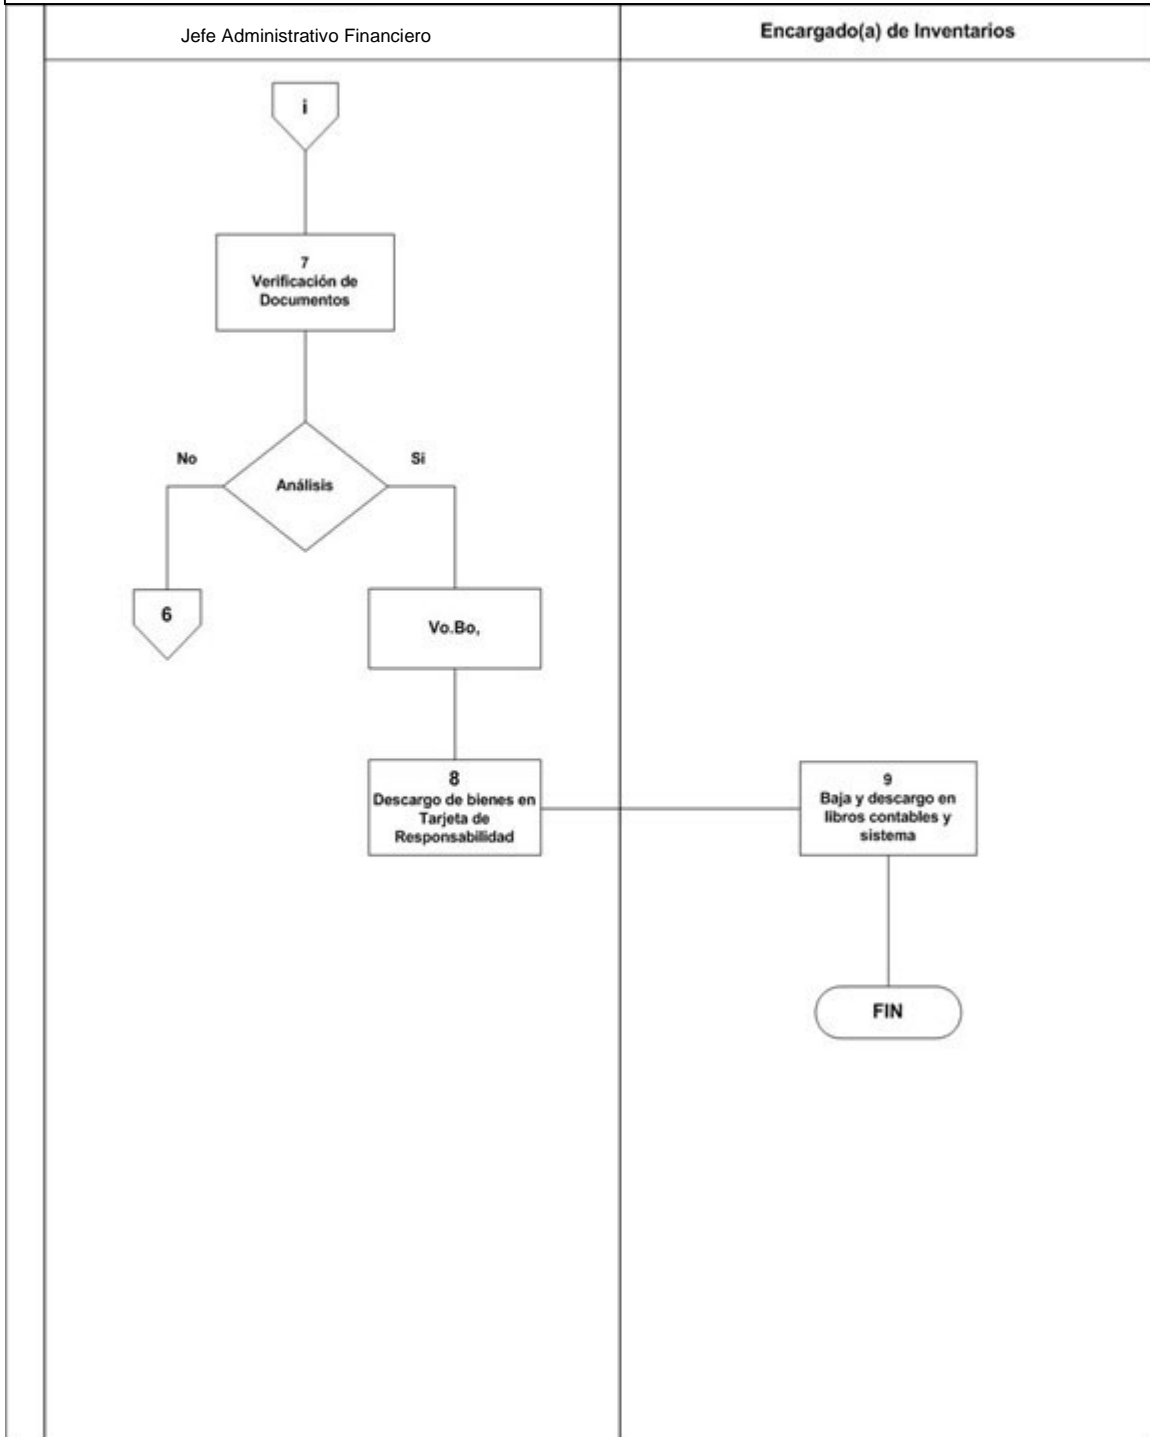 Jefe Administrativo Financiero
Encargado(a) de Inventarios
i
7
Verificación de
Documentos
No
Si
Análisis
6
Vo.Bo,
8
Descargo de bienes en
Tarjeta de
Responsabilidad
9
Baja y descargo en
libros contables y
sistema
FIN